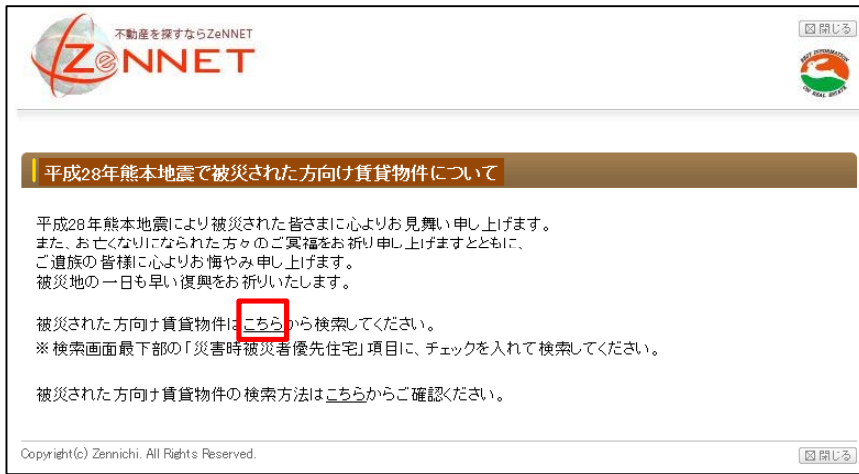 不動産を探すならZeNNET
ZeNNET
閉じる
BEST INFORMATION
ON REAL ESTATE
平成28年熊本地震で被災された方向け賃貸物件について
平成28年熊本地震により被災された皆さまに心よりお見舞い申し上げます。
また、お亡くなりになられた方々のご冥福をお祈り申し上げますとともに、
ご遺族の皆様に心よりお悔やみ申し上げます。
被災地の一日も早い復興をお祈りいたします。
被災された方向け賃貸物件はこちらから検索してください。
※検索画面最下部の「災害時被災者優先住宅」項目に、チェックを入れて検索してください。
被災された方向け賃貸物件の検索方法はこちらからご確認ください。
Copyright(c) Zennichi. All Rights Reserved.
閉じる